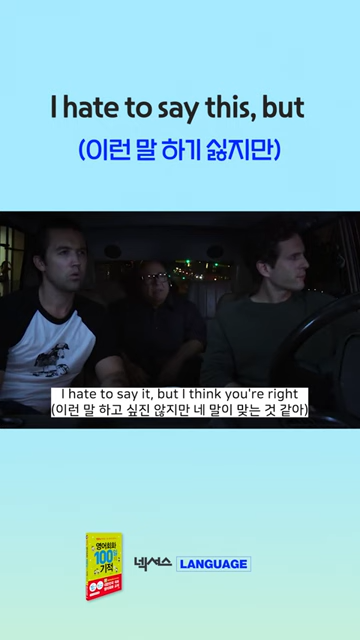 I hate to say this, but
(이런 말 하기 싫지만)
I hate to say it, but I think you're right
(이런 말 하고 싶진 않지만 네 말이 맞는 것 같아)
영어회화
100일
기적
넥서스 LANGUAGE